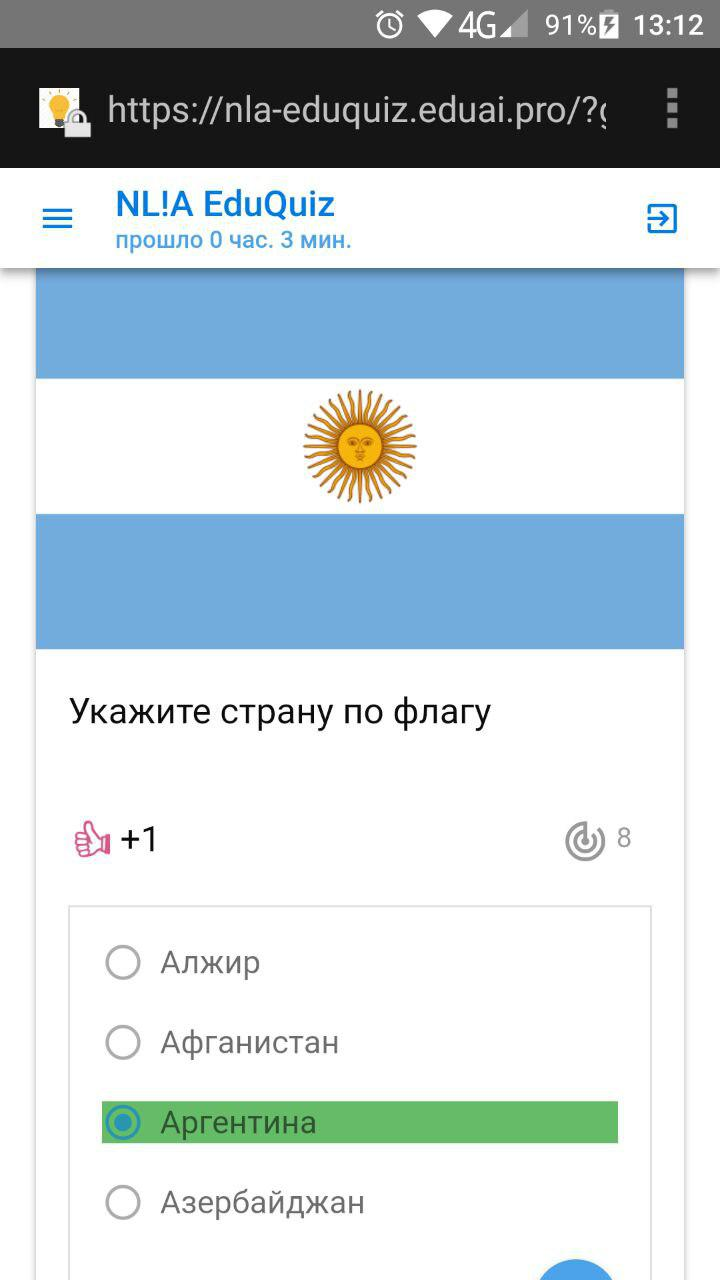 4G 91% 13:12
https://nla-eduquiz.eduai.pro/?
NL!A EduQuiz
прошло 0 час. 3 мин.
Укажите страну по флагу
+1 8
Алжир
Афганистан
Аргентина
Азербайджан